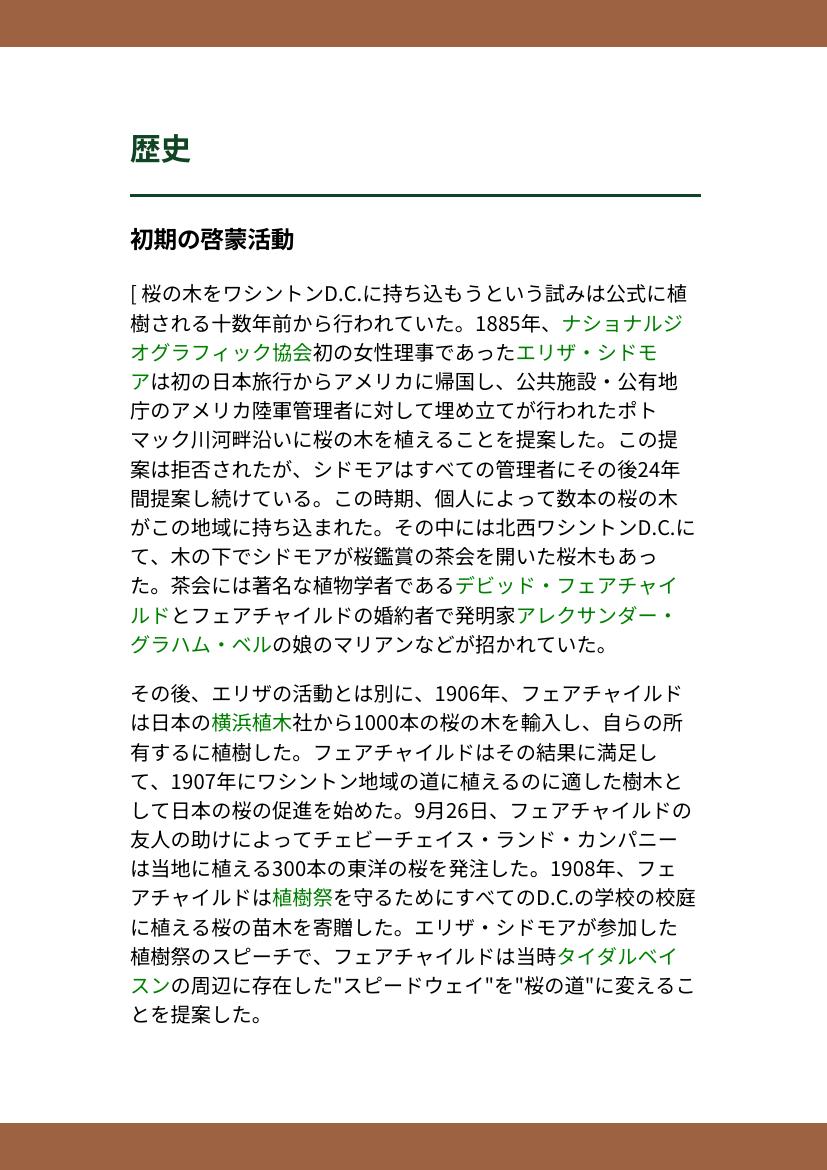 歴史
初期の啓蒙活動
[ 桜の木をワシントンD.C.に持ち込もうという試みは公式に植
樹される十数年前から行われていた。1885年、ナショナルジ
オグラフィック協会初の女性理事であったエリザ・シドモ
アは初の日本旅行からアメリカに帰国し、公共施設・公有地
庁のアメリカ陸軍管理者に対して埋め立てが行われたポト
マック川河畔沿いに桜の木を植えることを提案した。この提
案は拒否されたが、シドモアはすべての管理者にその後24年
間提案し続けている。この時期、個人によって数本の桜の木
がこの地域に持ち込まれた。その中には北西ワシントンD.C.に
て、木の下でシドモアが桜鑑賞の茶会を開いた桜木もあっ
た。茶会には著名な植物学者であるデビッド・フェアチャイ
ルドとフェアチャイルドの婚約者で発明家アレクサンダー・
グラハム・ベルの娘のマリアンなどが招かれていた。
その後、エリザの活動とは別に、1906年、フェアチャイルド
は日本の横浜植木社から1000本の桜の木を輸入し、自らの所
有するに植樹した。フェアチャイルドはその結果に満足し
て、1907年にワシントン地域の道に植えるのに適した樹木と
して日本の桜の促進を始めた。9月26日、フェアチャイルドの
友人の助けによってチェビーチェイス・ランド・カンパニー
は当地に植える300本の東洋の桜を発注した。1908年、フェ
アチャイルドは植樹祭を守るためにすべてのD.C.の学校の校庭
に植える桜の苗木を寄贈した。エリザ・シドモアが参加した
植樹祭のスピーチで、フェアチャイルドは当時タイダルベイ
スンの周辺に存在した"スピードウェイ"を"桜の道"に変えるこ
とを提案した。